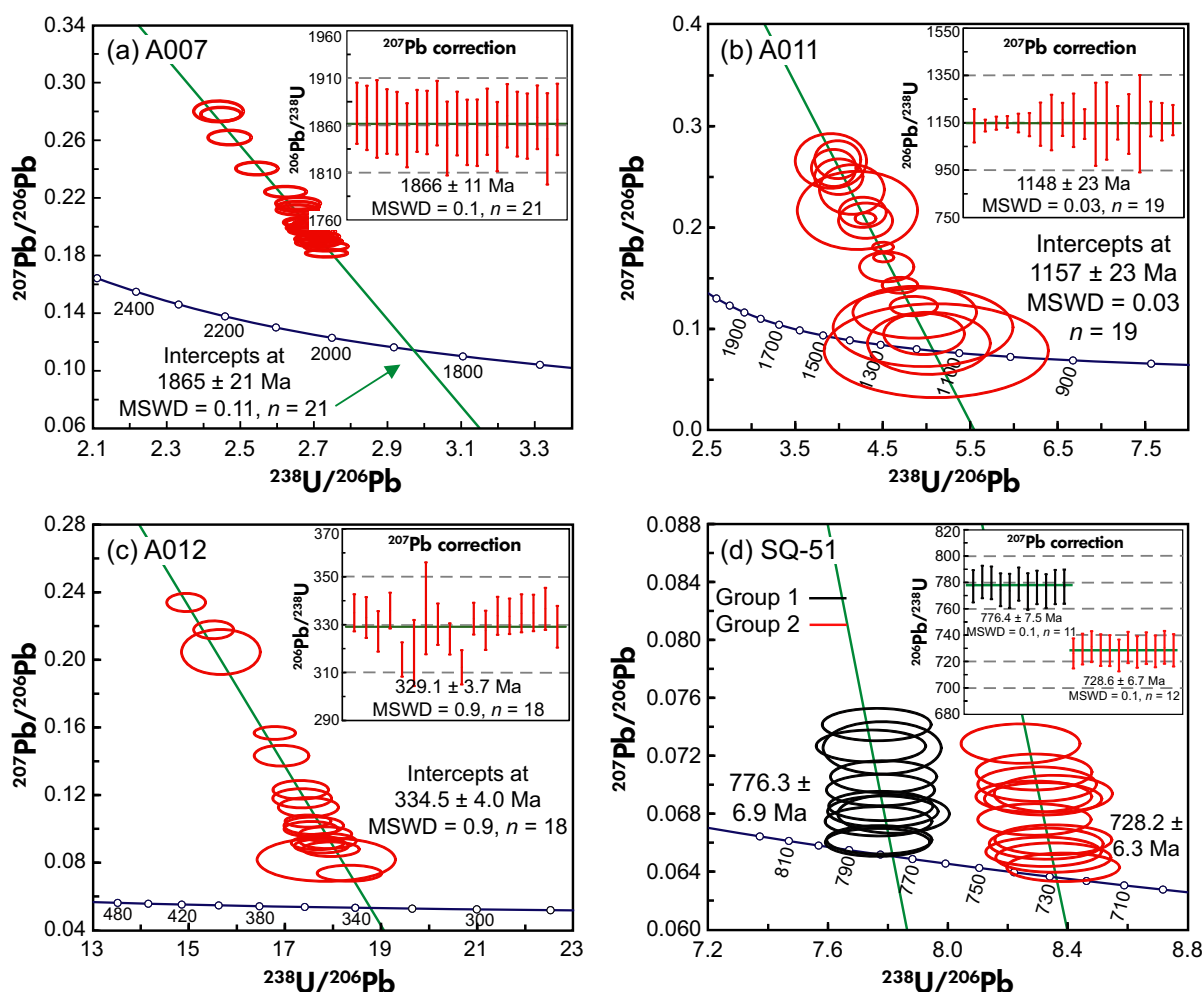 (a) A007
207Pb/206Pb
0.34
0.30
0.26
0.22
0.18
0.14
0.10
0.06
2.1
2.3
2.5
2.7
2.9
3.1
3.3
238U/206Pb
2400
2200
2000
1800
Intercepts at
1865 ± 21 Ma
MSWD = 0.11, n = 21
207Pb correction
206Pb/238U
1960
1910
1860
1810
1760
1866 ± 11 Ma
MSWD = 0.1, n = 21
(b) A011
207Pb/206Pb
0.4
0.3
0.2
0.1
0.0
2.5
3.5
4.5
5.5
6.5
7.5
238U/206Pb
1900
1700
1500
1300
1100
900
Intercepts at
1157 ± 23 Ma
MSWD = 0.03
n = 19
207Pb correction
206Pb/238U
1550
1350
1150
950
750
1148 ± 23 Ma
MSWD = 0.03, n = 19
(c) A012
207Pb/206Pb
0.28
0.24
0.20
0.16
0.12
0.08
0.04
13
15
17
19
21
23
238U/206Pb
480
420
380
340
300
Intercepts at
334.5 ± 4.0 Ma
MSWD = 0.9, n = 18
207Pb correction
206Pb/238U
370
350
330
310
290
329.1 ± 3.7 Ma
MSWD = 0.9, n = 18
(d) SQ-51
207Pb/206Pb
0.088
0.084
0.080
0.076
0.072
0.068
0.064
0.060
7.2
7.6
8.0
8.4
8.8
238U/206Pb
Group 1
Group 2
776.3 ±
6.9 Ma
728.2 ±
6.3 Ma
810
790
770
750
730
710
207Pb correction
206Pb/238U
820
800
780
760
740
720
700
680
776.4 ± 7.5 Ma
MSWD = 0.1, n = 11
728.6 ± 6.7 Ma
MSWD = 0.1, n = 12